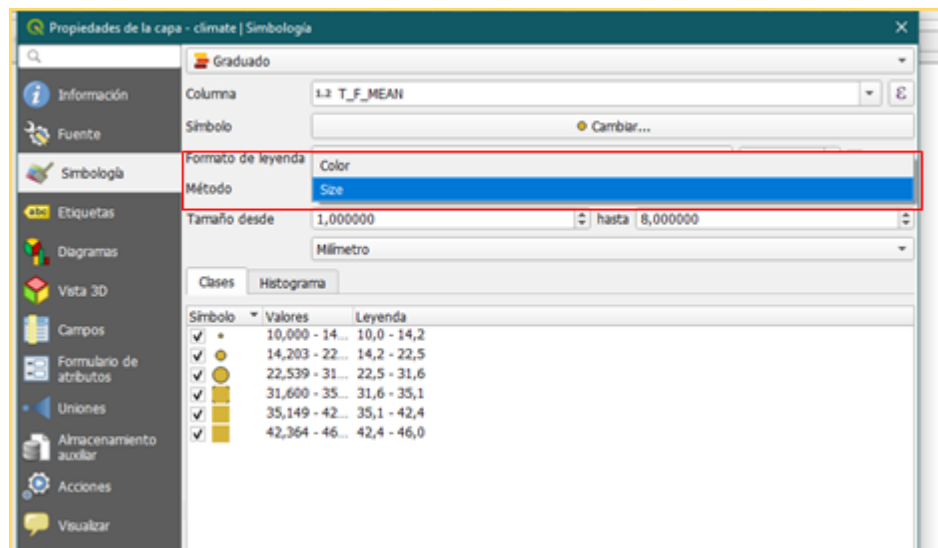 Propiedades de la capa - climate | Simbología
Graduado
Información
Columna
1.2 T_F_MEAN
ε
Fuente
Símbolo
Cambiar...
Simbología
Formato de leyenda
Color
Método
Size
Etiquetas
Tamaño desde
1,000000
hasta
8,000000
Diagramas
Milímetro
Vista 3D
Clases
Histograma
Símbolo
Valores
Leyenda
Campos
10,000 - 14...
10,0 - 14,2
14,203 - 22...
14,2 - 22,5
Formulario de
atributos
22,539 - 31...
22,5 - 31,6
31,600 - 35...
31,6 - 35,1
Uniones
35,149 - 42...
35,1 - 42,4
42,364 - 46...
42,4 - 46,0
Almacenamiento
auxiliar
Acciones
Visualizar
abc